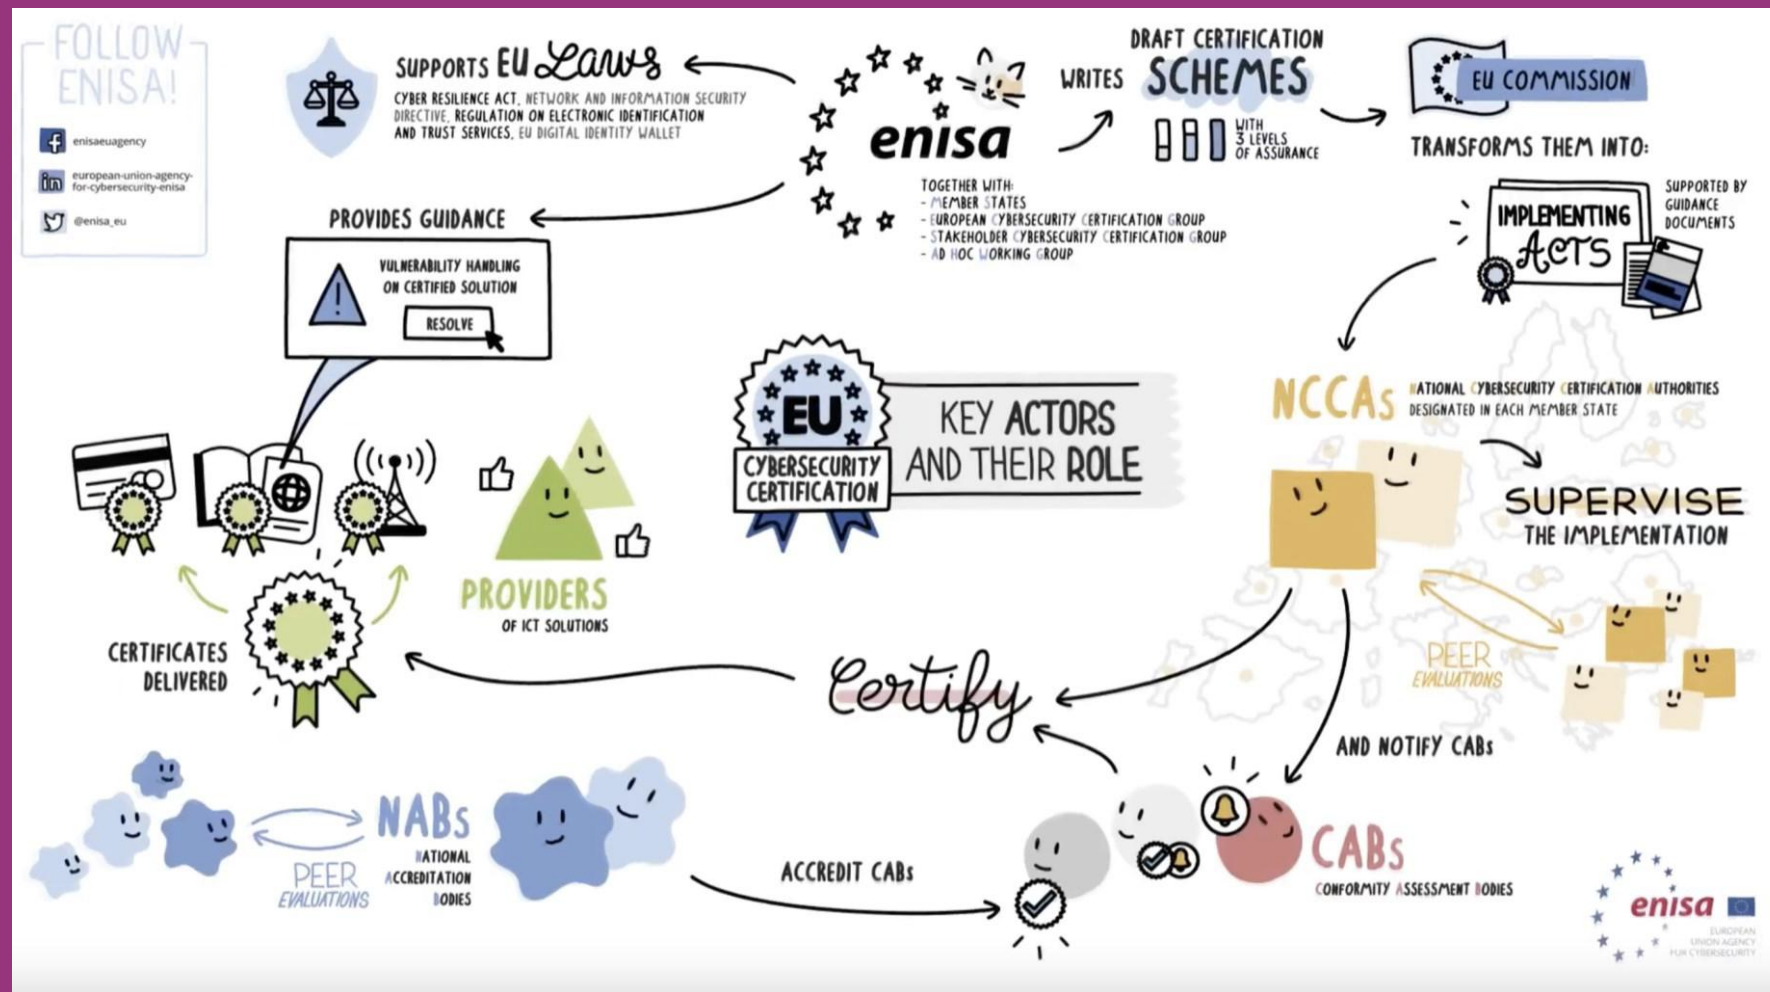 FOLLOW
ENISA!
enisaeuagency
european-union-agency-
for-cybersecurity-enisa
@enisa_eu
SUPPORTS EU Laws
CYBER RESILIENCE ACT, NETWORK AND INFORMATION SECURITY
DIRECTIVE, REGULATION ON ELECTRONIC IDENTIFICATION
AND TRUST SERVICES, EU DIGITAL IDENTITY WALLET
enisa
TOGETHER WITH:
- MEMBER STATES
- EUROPEAN CYBERSECURITY CERTIFICATION GROUP
- STAKEHOLDER CYBERSECURITY CERTIFICATION GROUP
- AD HOC WORKING GROUP
WRITES
DRAFT CERTIFICATION
SCHEMES
WITH
3 LEVELS
OF ASSURANCE
EU COMMISSION
TRANSFORMS THEM INTO:
IMPLEMENTING
ACTS
SUPPORTED BY
GUIDANCE
DOCUMENTS
PROVIDES GUIDANCE
VULNERABILITY HANDLING
ON CERTIFIED SOLUTION
RESOLVE
EU
CYBERSECURITY
CERTIFICATION
KEY ACTORS
AND THEIR ROLE
NCCAs
NATIONAL CYBERSECURITY CERTIFICATION AUTHORITIES
DESIGNATED IN EACH MEMBER STATE
SUPERVISE
THE IMPLEMENTATION
PEER
EVALUATIONS
AND NOTIFY CABs
PROVIDERS
OF ICT SOLUTIONS
CERTIFICATES
DELIVERED
Certify
NABs
NATIONAL
ACCREDITATION
BODIES
PEER
EVALUATIONS
ACCREDIT CABs
CABs
CONFORMITY ASSESSMENT BODIES
enisa
EUROPEAN
UNION AGENCY
FOR CYBERSECURITY